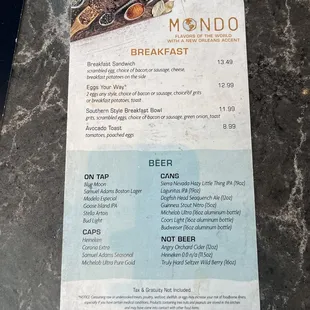 MONDO
FLAVORS OF THE WORLD
WITH A NEW ORLEANS ACCENT
BREAKFAST
Breakfast Sandwich 13.49
scrambled egg, choice of bacon or sausage, cheese,
breakfast potatoes on the side
Eggs Your Way* 12.99
2 eggs any style, choice of bacon or sausage, choice of grits
or breakfast potatoes, toast
Southern Style Breakfast Bowl 11.99
grits, scrambled eggs, choice of bacon or sausage, green onion, toast
Avocado Toast 8.99
tomatoes, poached eggs
BEER
ON TAP
Blue Moon
Samuel Adams Boston Lager
Modelo Especial
Goose Island IPA
Stella Artois
Bud Light
CAPS
Heineken
Corona Extra
Samuel Adams Seasonal
Michelob Ultra Pure Gold
CANS
Sierra Nevada Hazy Little Thing IPA (19oz)
Lagunitas IPA (19oz)
Dogfish Head Seaquench Ale (12oz)
Guinness Stout Nitro (15oz)
Michelob Ultra (16oz aluminum bottle)
Coors Light (16oz aluminum bottle)
Budweiser (16oz aluminum bottle)
NOT BEER
Angry Orchard Cider (12oz)
Heineken 0.0 n/a (11.5oz)
Truly Hard Seltzer Wild Berry (16oz)
Tax & Gratuity Not Included